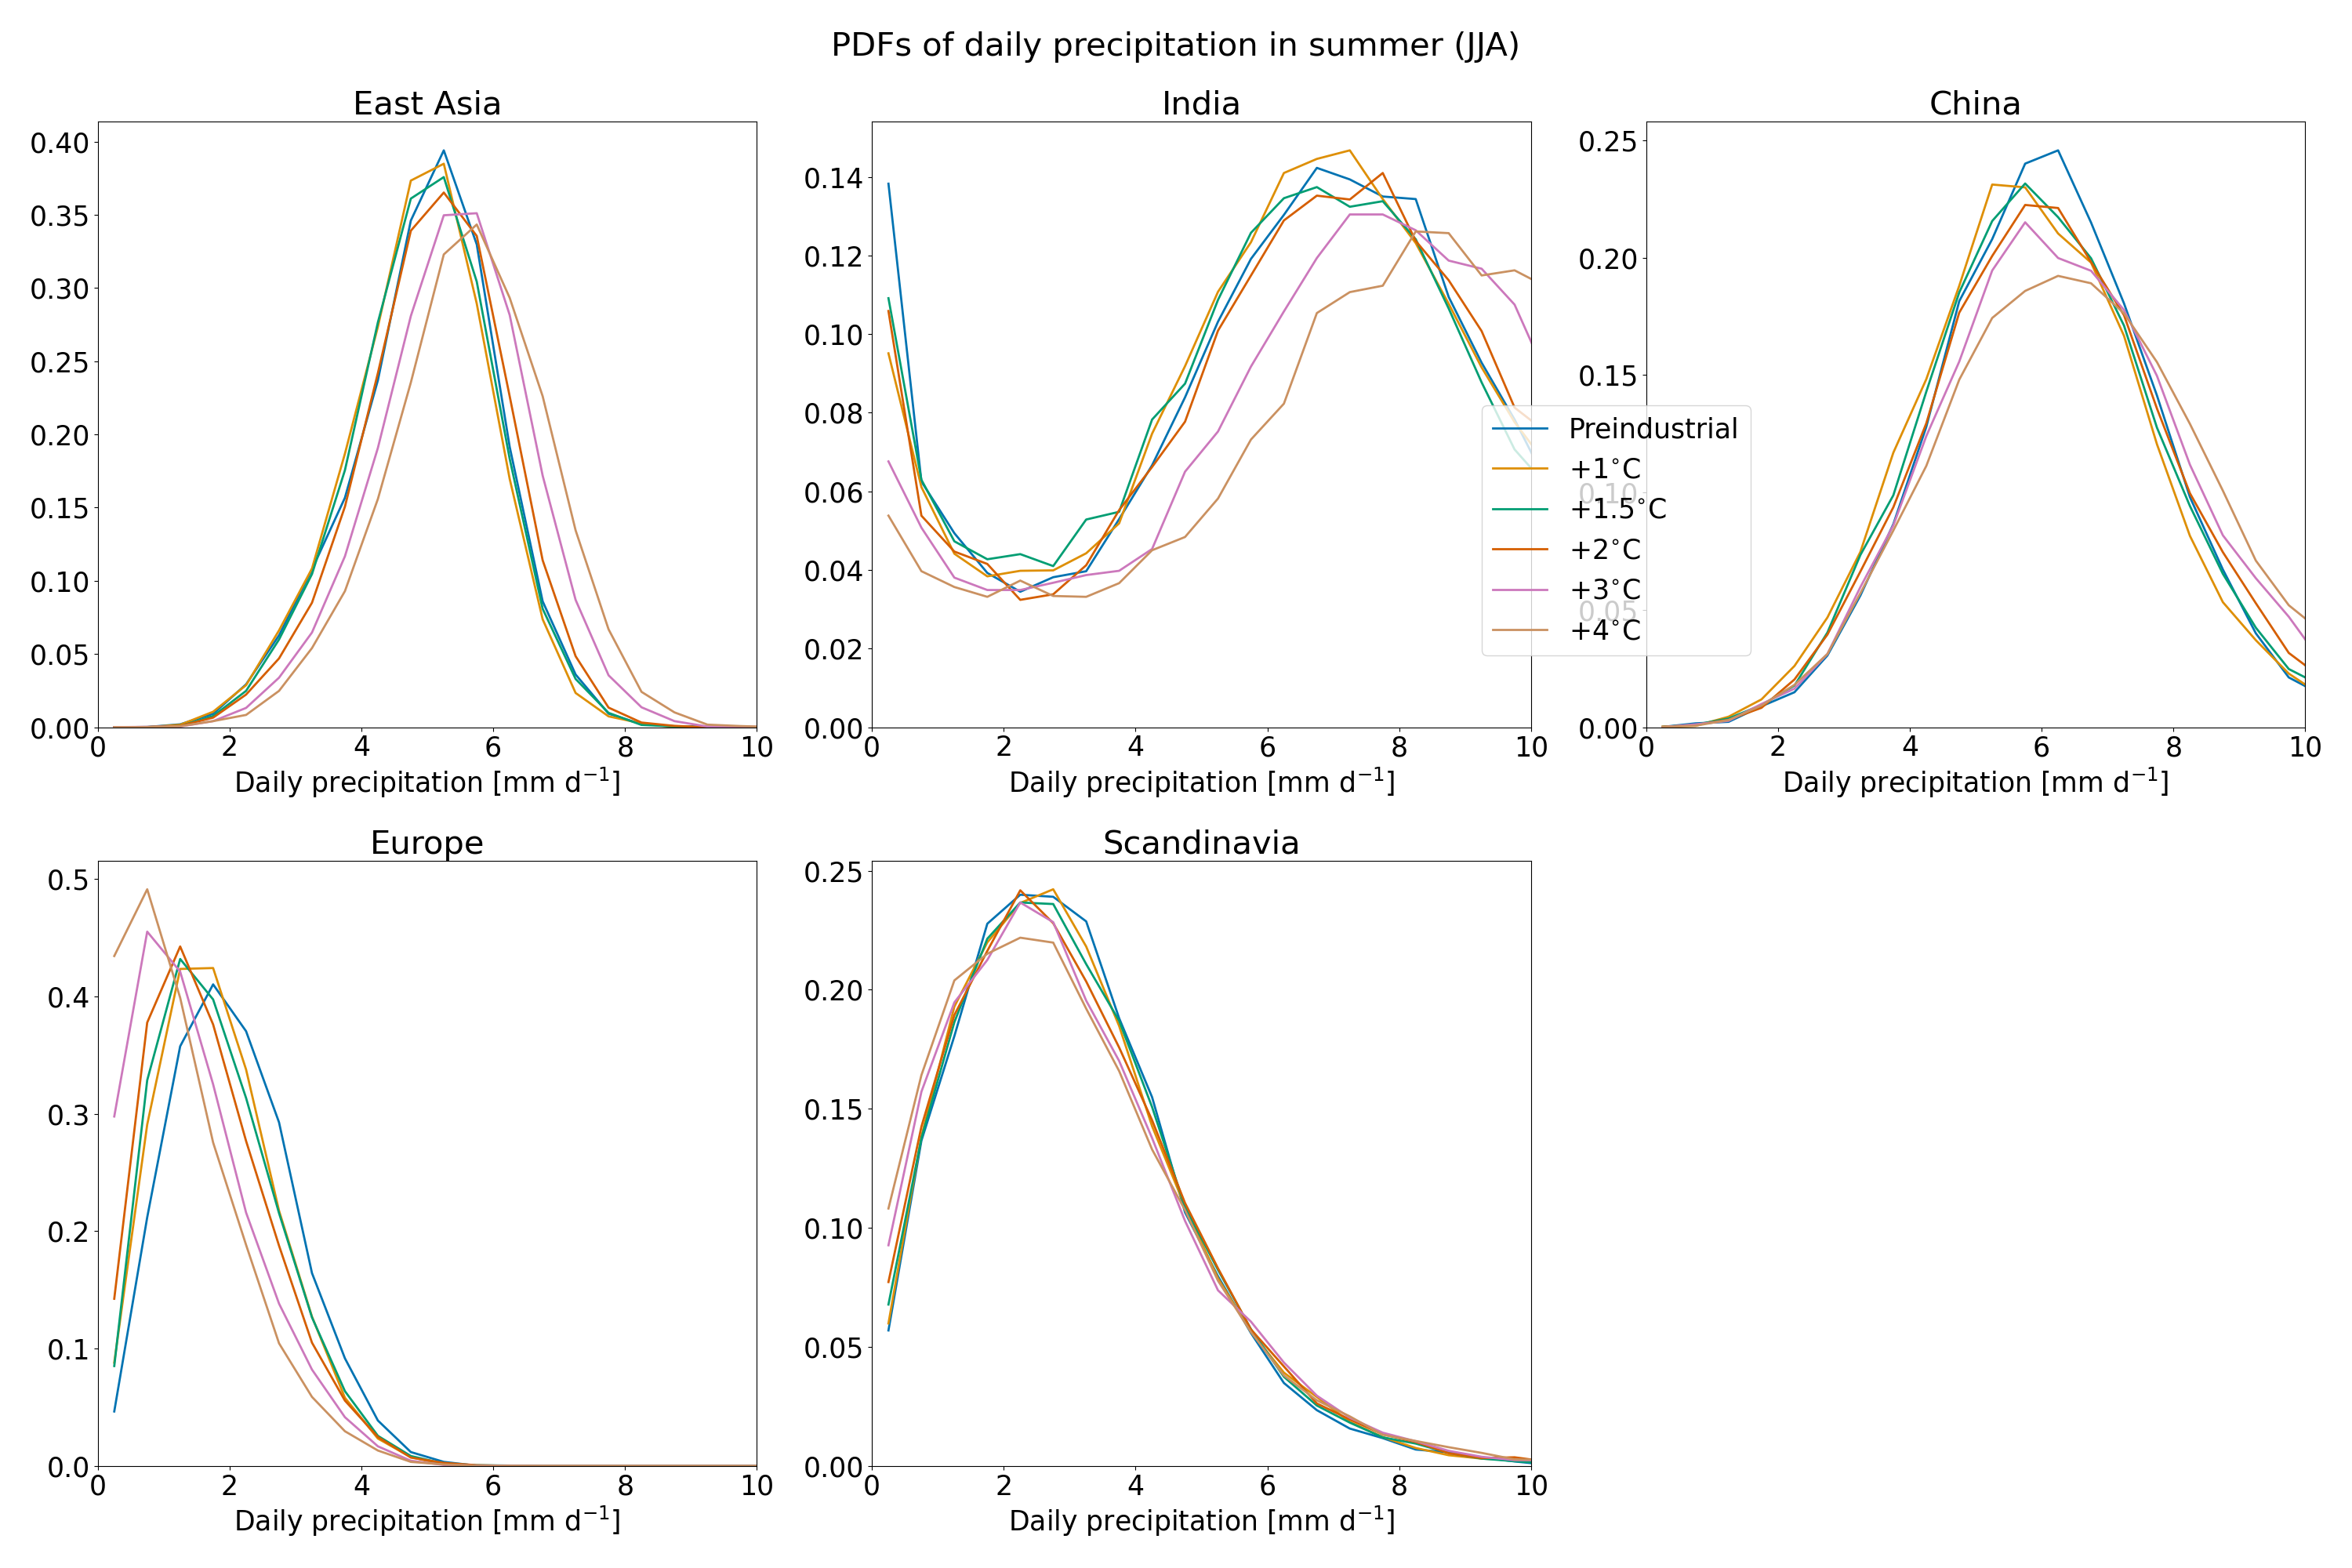 PDFs of daily precipitation in summer (JJA)
East Asia
0.40
0.35
0.30
0.25
0.20
0.15
0.10
0.05
0.00
0 2 4 6 8 10
Daily precipitation [mm d⁻¹]
India
0.14
0.12
0.10
0.08
0.06
0.04
0.02
0.00
0 2 4 6 8 10
Daily precipitation [mm d⁻¹]
China
0.25
0.20
0.15
0.10
0.05
0.00
0 2 4 6 8 10
Daily precipitation [mm d⁻¹]
Preindustrial
+1°C
+1.5°C
+2°C
+3°C
+4°C
Europe
0.5
0.4
0.3
0.2
0.1
0.0
0 2 4 6 8 10
Daily precipitation [mm d⁻¹]
Scandinavia
0.25
0.20
0.15
0.10
0.05
0.00
0 2 4 6 8 10
Daily precipitation [mm d⁻¹]